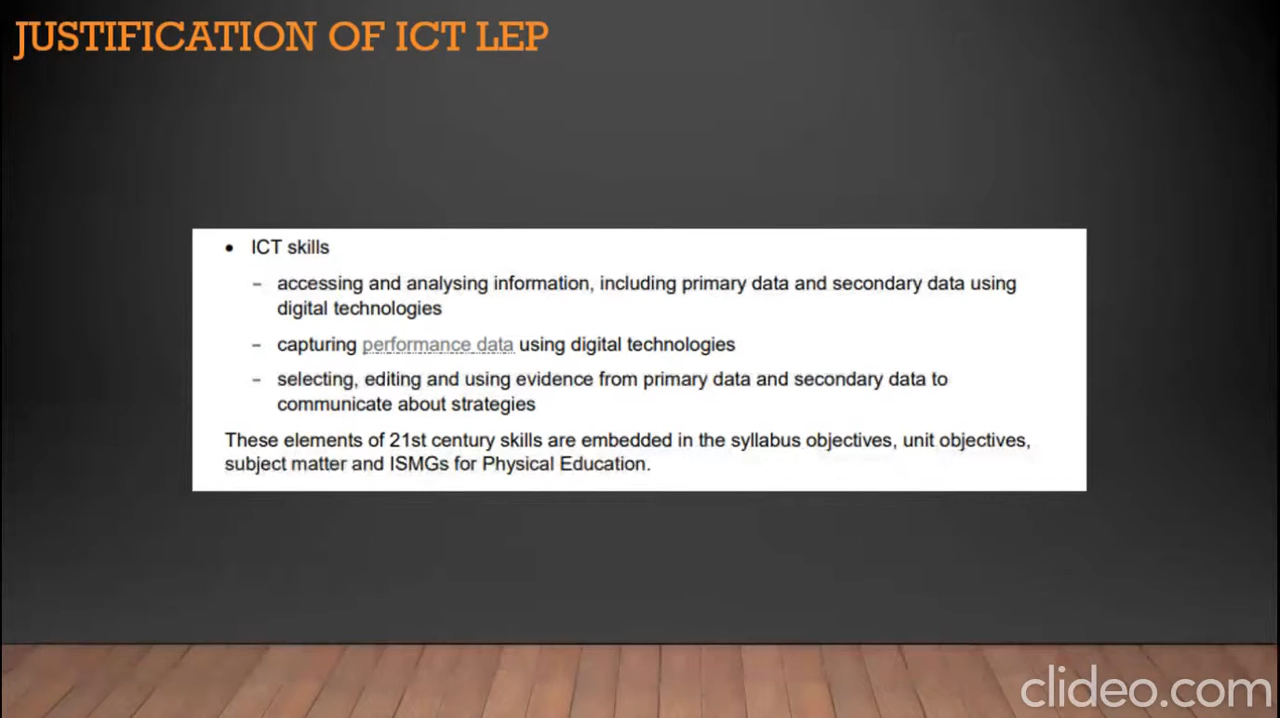 JUSTIFICATION OF ICT LEP
• ICT skills
– accessing and analysing information, including primary data and secondary data using
digital technologies
– capturing performance data using digital technologies
– selecting, editing and using evidence from primary data and secondary data to
communicate about strategies
These elements of 21st century skills are embedded in the syllabus objectives, unit objectives,
subject matter and ISMGs for Physical Education.
clideo.com